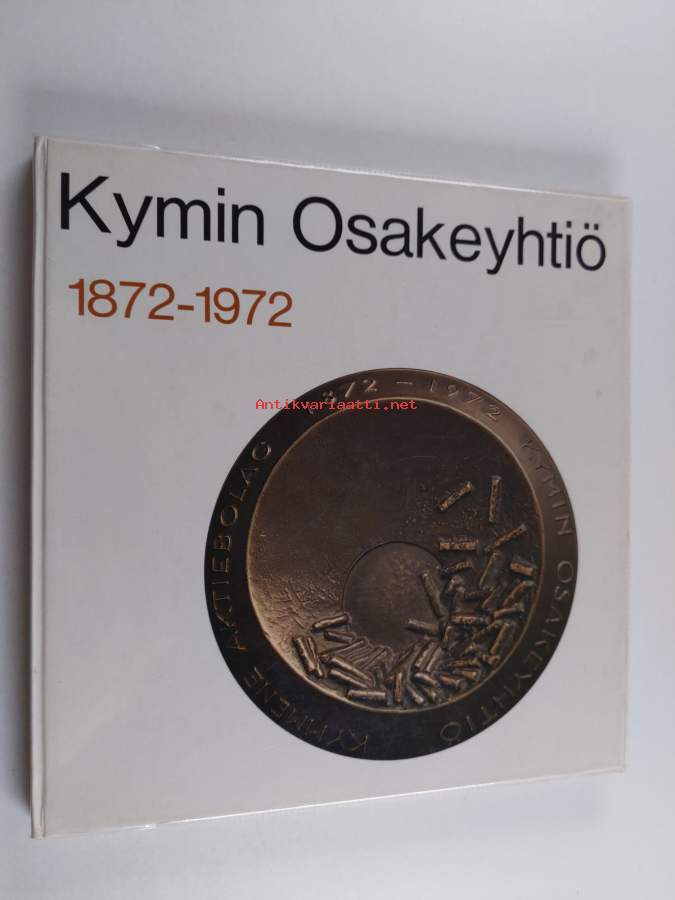 Kymin Osakeyhtiö
1872-1972
Antikvariaatti.net
KYMMENE AKTIEBOLAG 1872 - 1972 KYMIN OSAKEYHTIÖ